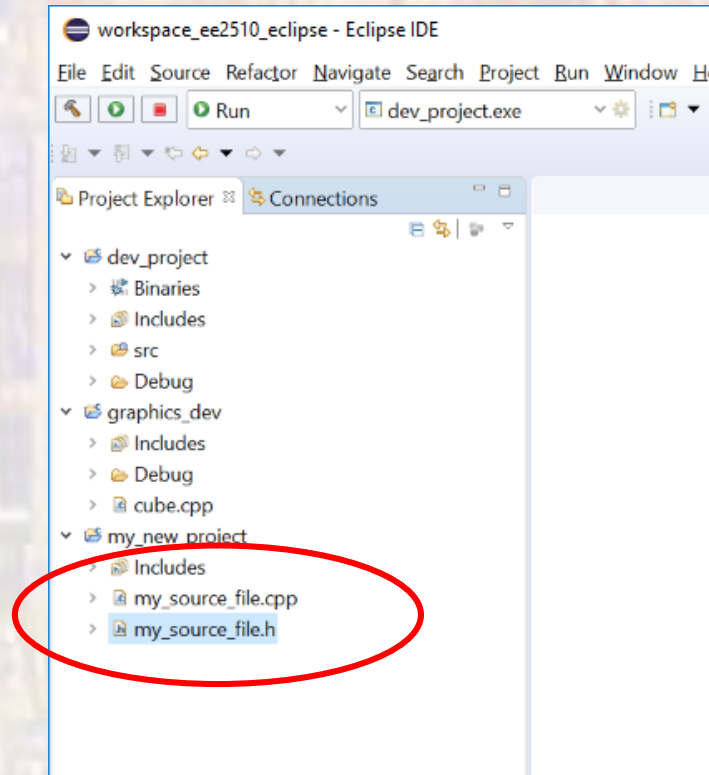 workspace_ee2510_eclipse - Eclipse IDE
File Edit Source Refactor Navigate Search Project Run Window
Run dev_project.exe
Project Explorer Connections
dev_project
Binaries
Includes
src
Debug
graphics_dev
Includes
Debug
cube.cpp
my_new_project
Includes
my_source_file.cpp
my_source_file.h